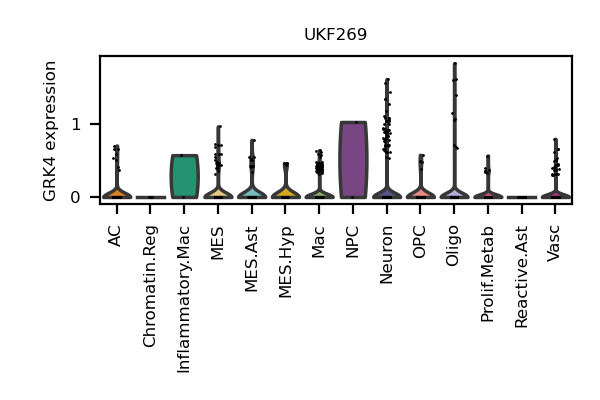 UKF269
GRK4 expression
1
0
AC
Chromatin.Reg
Inflammatory.Mac
MES
MES.Ast
MES.Hyp
Mac
NPC
Neuron
OPC
Oligo
Prolif.Metab
Reactive.Ast
Vasc